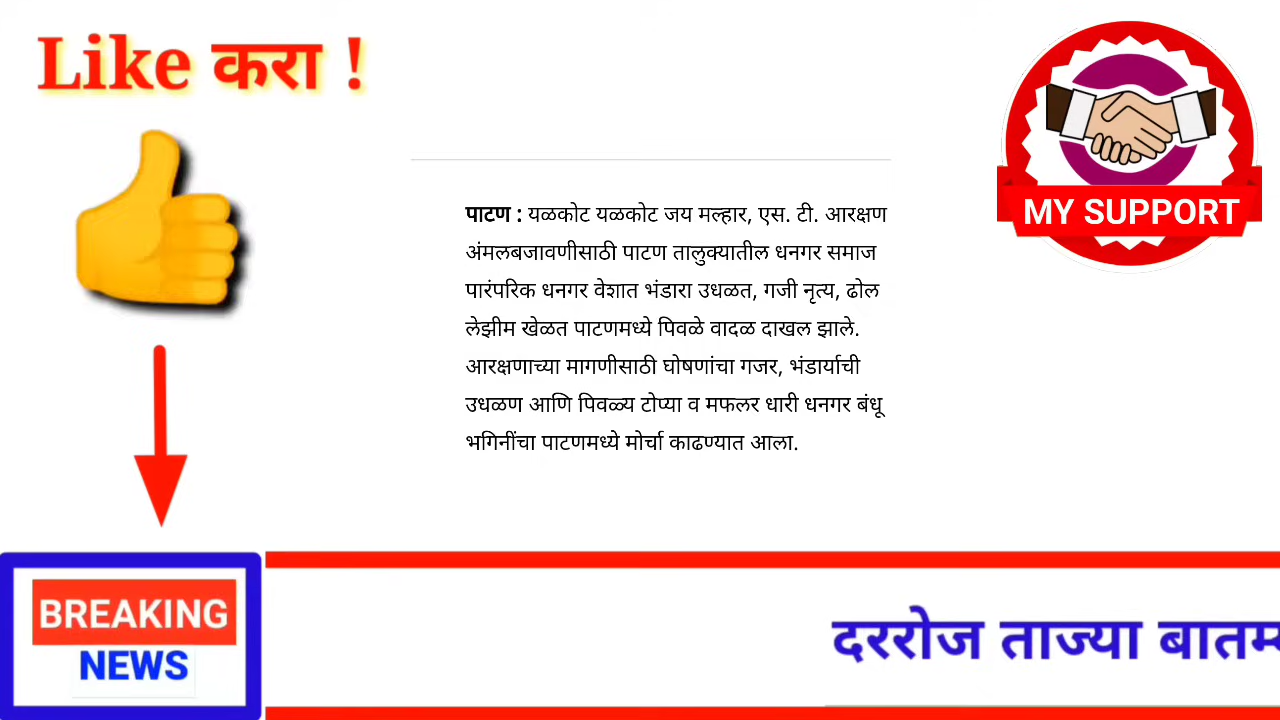 Like करा !
MY SUPPORT
पाटण : यळकोट यळकोट जय मल्हार, एस. टी. आरक्षण
अंमलबजावणीसाठी पाटण तालुक्यातील धनगर समाज
पारंपरिक धनगर वेशात भंडारा उधळत, गजी नृत्य, ढोल
लेझीम खेळत पाटणमध्ये पिवळे वादळ दाखल झाले.
आरक्षणाच्या मागणीसाठी घोषणांचा गजर, भंडार्याची
उधळण आणि पिवळ्य टोप्या व मफलर धारी धनगर बंधू
भगिनींचा पाटणमध्ये मोर्चा काढण्यात आला.
BREAKING
NEWS
दररोज ताज्या